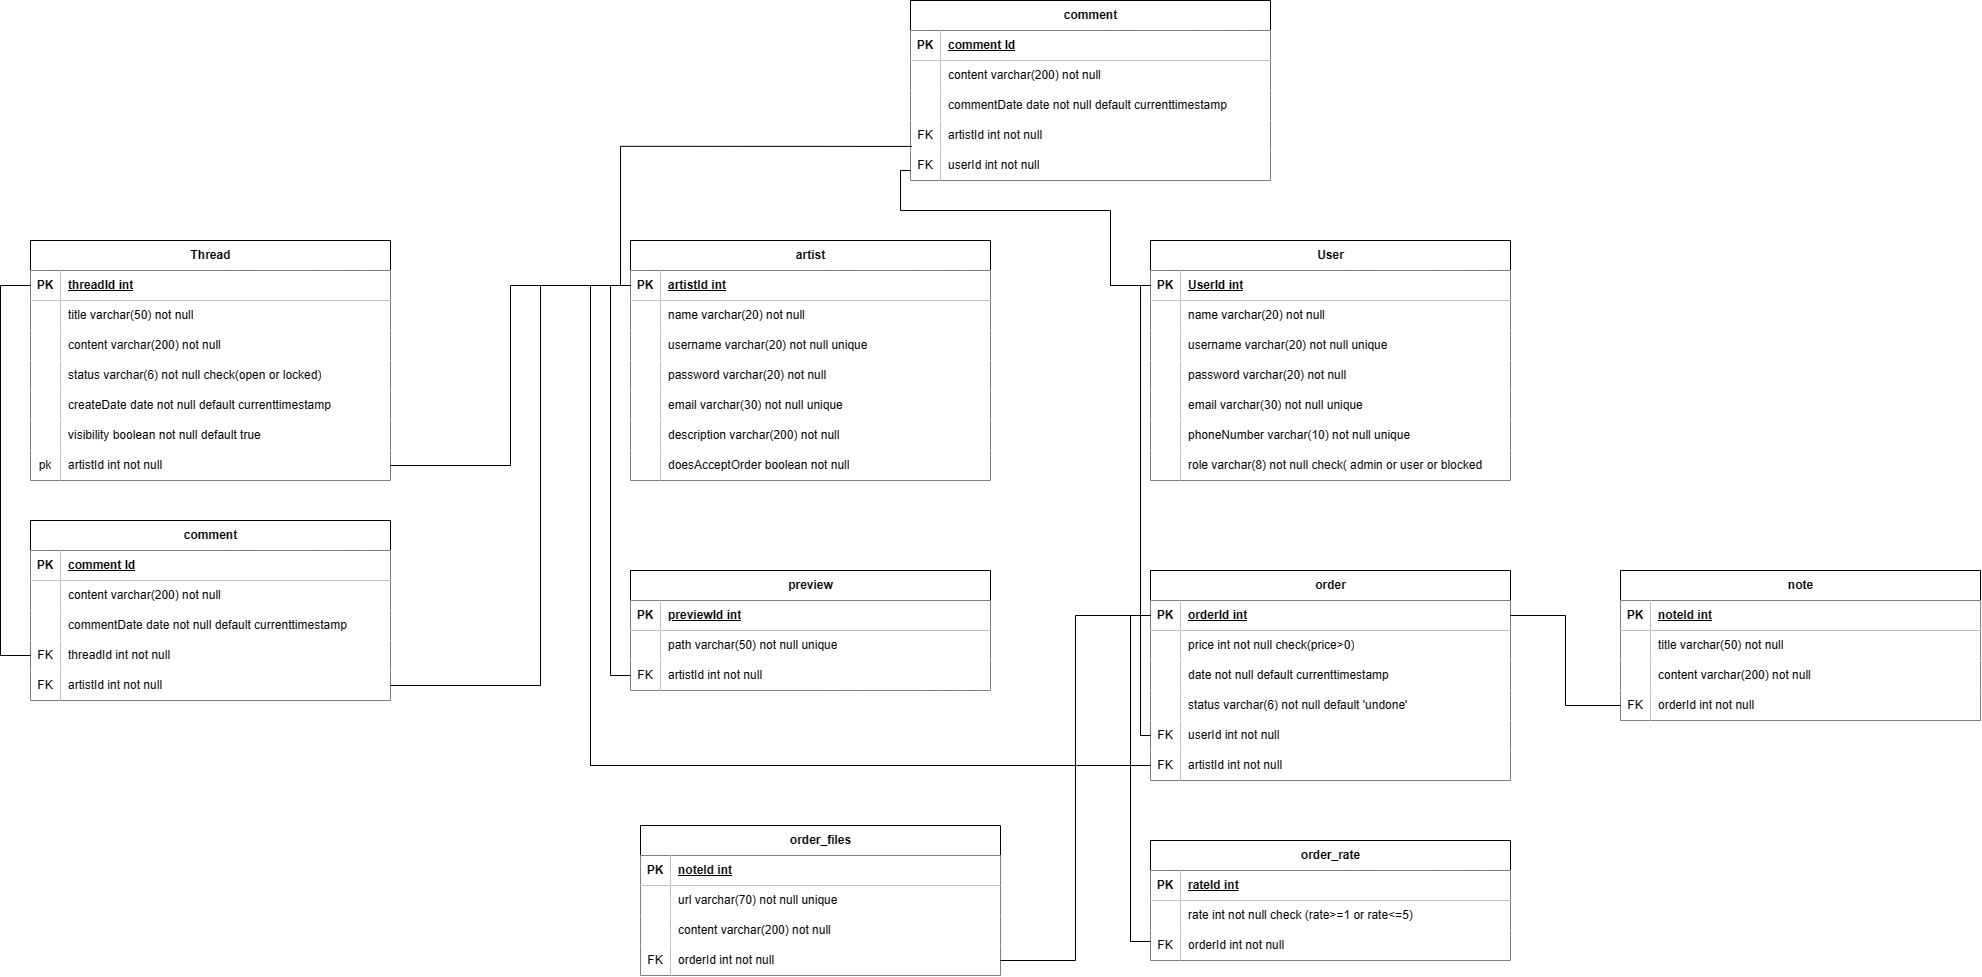 comment
PK comment Id
content varchar(200) not null
commentDate date not null default currenttimestamp
FK artistId int not null
FK userId int not null
Thread
PK threadId int
title varchar(50) not null
content varchar(200) not null
status varchar(6) not null check(open or locked)
createDate date not null default currenttimestamp
visibility boolean not null default true
pk artistId int not null
artist
PK artistId int
name varchar(20) not null
username varchar(20) not null unique
password varchar(20) not null
email varchar(30) not null unique
description varchar(200) not null
doesAcceptOrder boolean not null
User
PK UserId int
name varchar(20) not null
username varchar(20) not null unique
password varchar(20) not null
email varchar(30) not null unique
phoneNumber varchar(10) not null unique
role varchar(8) not null check( admin or user or blocked
comment
PK comment Id
content varchar(200) not null
commentDate date not null default currenttimestamp
FK threadId int not null
FK artistId int not null
preview
PK previewId int
path varchar(50) not null unique
FK artistId int not null
order
PK orderId int
price int not null check(price>0)
date not null default currenttimestamp
status varchar(6) not null default 'undone'
FK userId int not null
FK artistId int not null
note
PK noteId int
title varchar(50) not null
content varchar(200) not null
FK orderId int not null
order_files
PK noteId int
url varchar(70) not null unique
content varchar(200) not null
FK orderId int not null
order_rate
PK rateId int
rate int not null check (rate>=1 or rate<=5)
FK orderId int not null